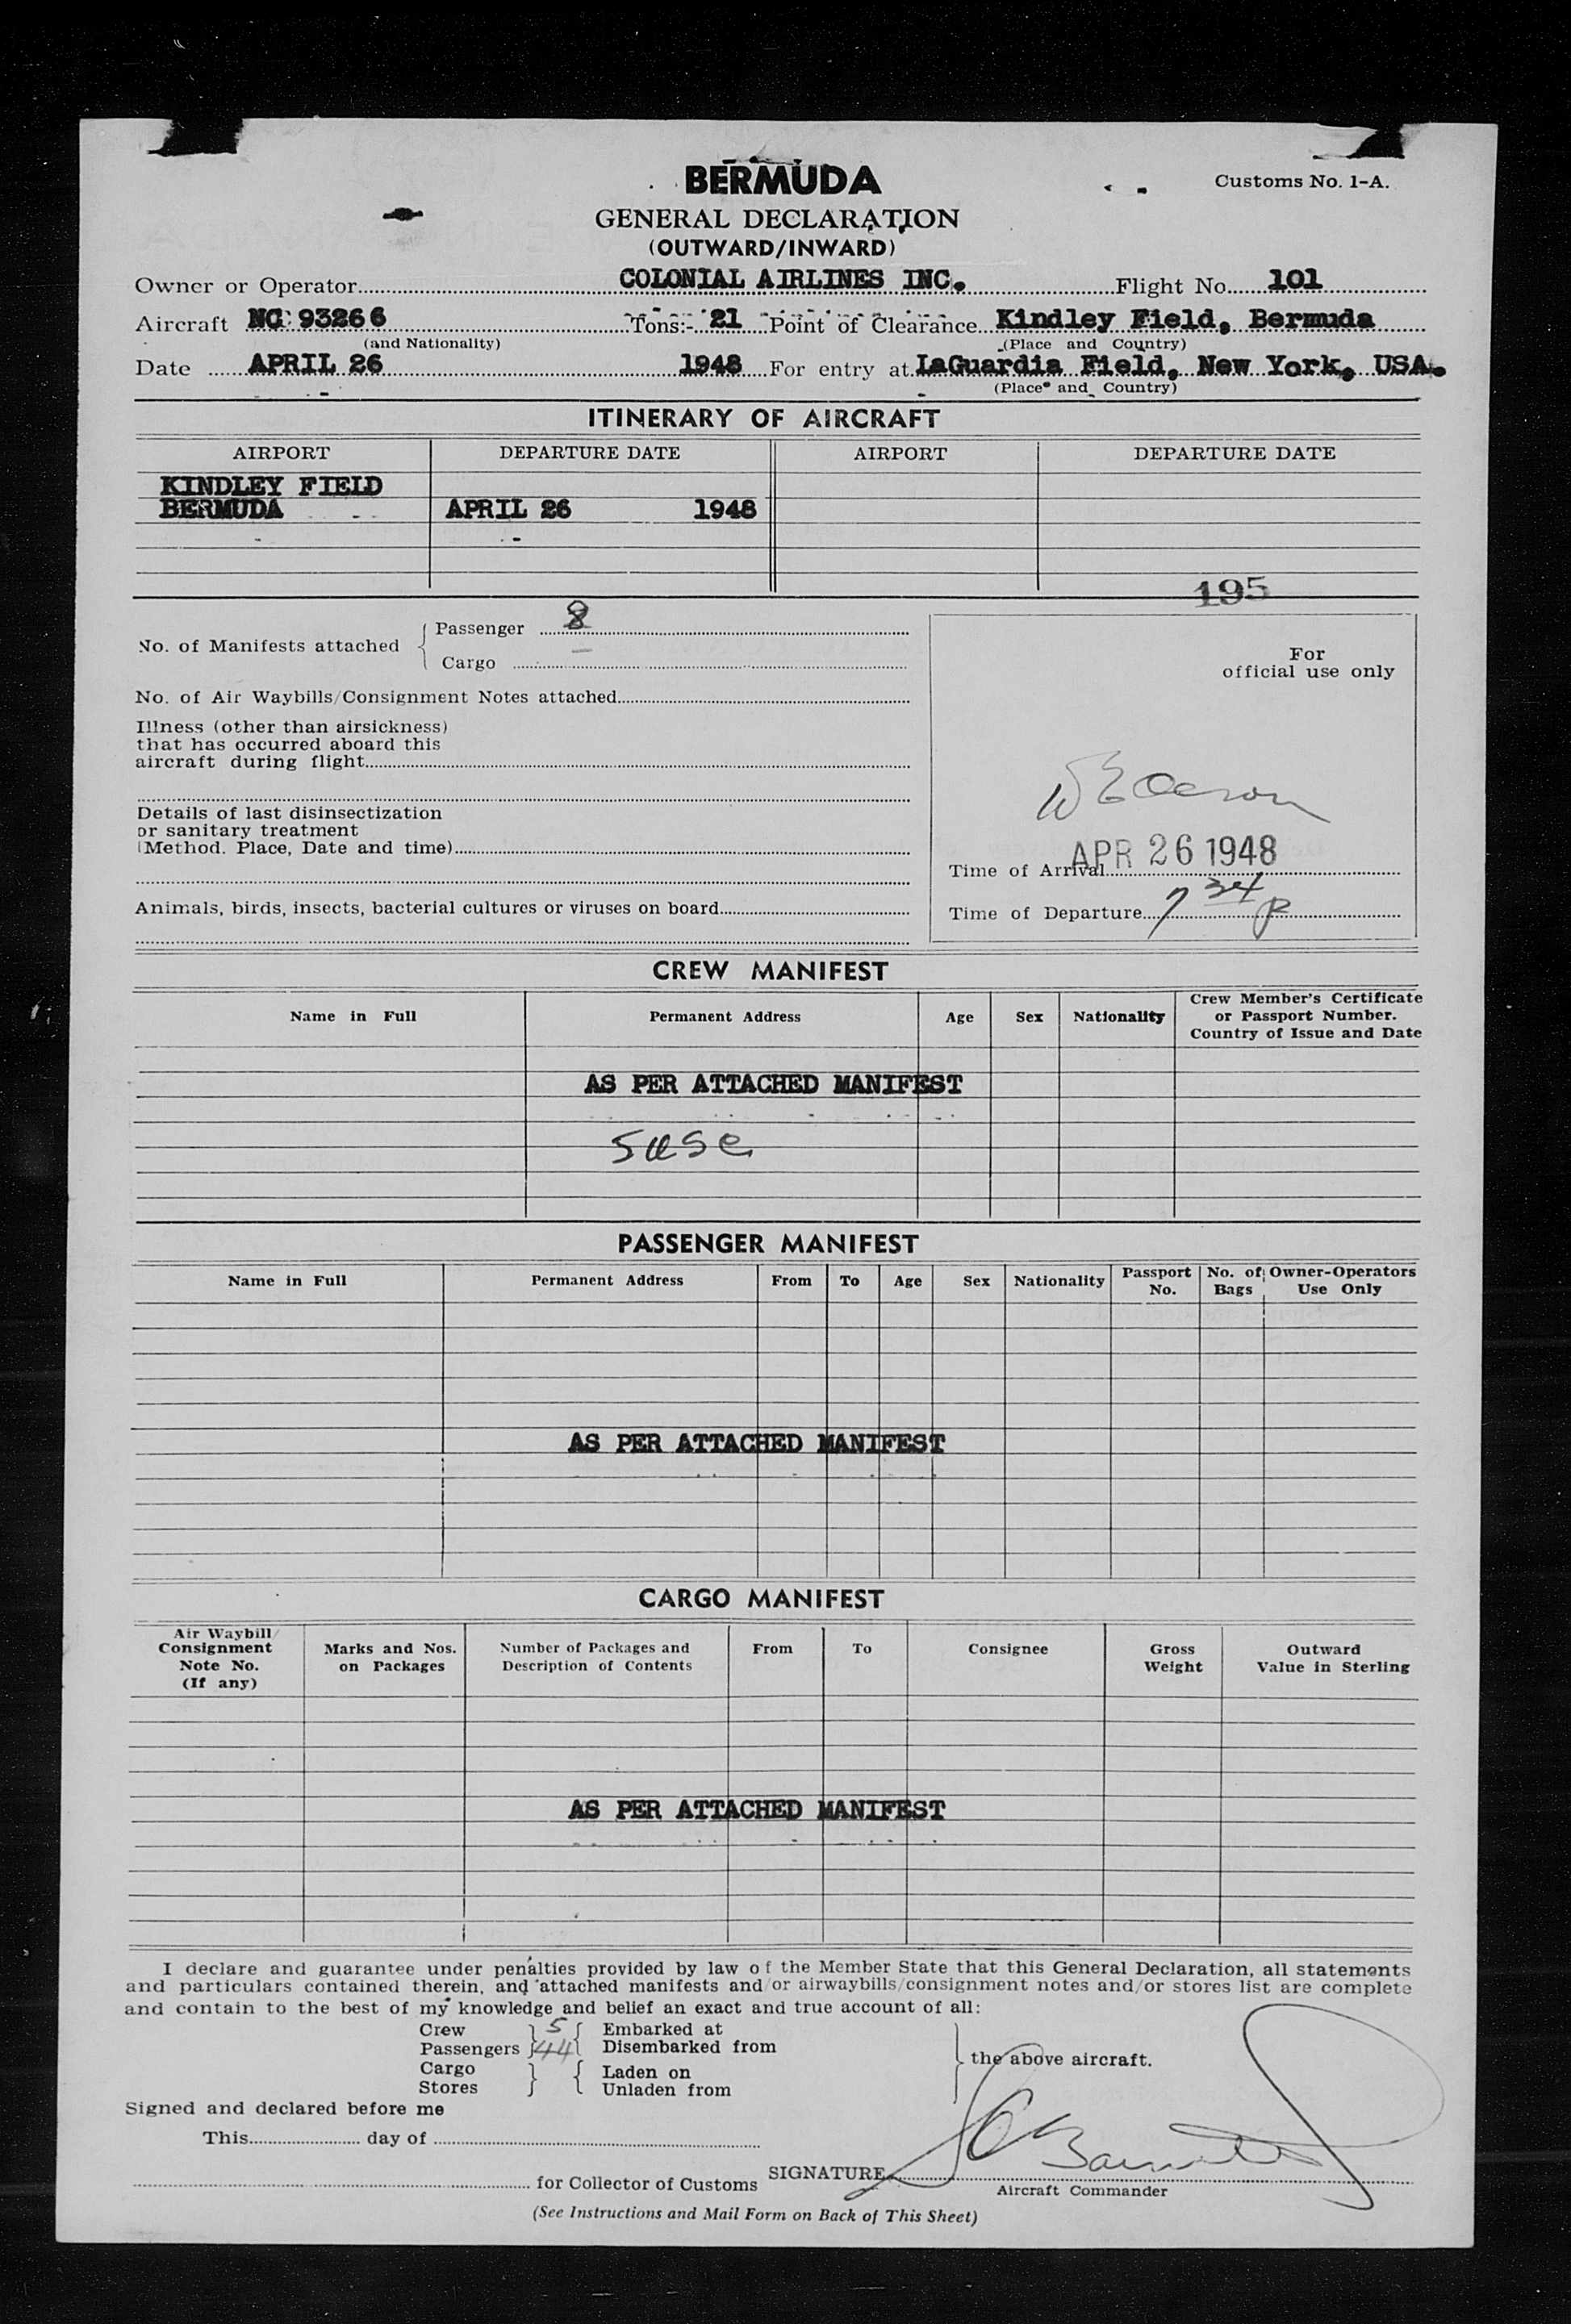 BERMUDA
Customs No. 1-A.
GENERAL DECLARATION
(OUTWARD/INWARD)
Owner or Operator COLONIAL AIRLINES INC. Flight No. 101
Aircraft NC 93266 Tons:- 21 Point of Clearance Kindley Field, Bermuda
(and Nationality) (Place and Country)
Date APRIL 26 1948 For entry at LaGuardia Field, New York, USA.
(Place and Country)
ITINERARY OF AIRCRAFT
AIRPORT DEPARTURE DATE AIRPORT DEPARTURE DATE
KINDLEY FIELD
BERMUDA APRIL 26 1948
195
No. of Manifests attached
Passenger
Cargo
For
official use only
No. of Air Waybills/Consignment Notes attached
Illness (other than airsickness)
that has occurred aboard this
aircraft during flight
Details of last disinsectization
or sanitary treatment
(Method. Place, Date and time)
APR 26 1948
Time of Arrival
Animals, birds, insects, bacterial cultures or viruses on board
Time of Departure 7 34 p
CREW MANIFEST
Name in Full Permanent Address Age Sex Nationality Crew Member's Certificate
or Passport Number.
Country of Issue and Date
AS PER ATTACHED MANIFEST
PASSENGER MANIFEST
Name in Full Permanent Address From To Age Sex Nationality Passport No. No. of Bags Owner-Operators Use Only
AS PER ATTACHED MANIFEST
CARGO MANIFEST
Air Waybill/
Consignment
Note No.
(If any)
Marks and Nos.
on Packages
Number of Packages and
Description of Contents
From To Consignee
Gross
Weight
Outward
Value in Sterling
AS PER ATTACHED MANIFEST
I declare and guarantee under penalties provided by law of the Member State that this General Declaration, all statements
and particulars contained therein, and attached manifests and/or airwaybills/consignment notes and/or stores list are complete
and contain to the best of my knowledge and belief an exact and true account of all:
Crew 5 Embarked at
Passengers 44 Disembarked from
the above aircraft.
Cargo Laden on
Stores Unladen from
Signed and declared before me
This day of
for Collector of Customs SIGNATURE
Aircraft Commander
(See Instructions and Mail Form on Back of This Sheet)